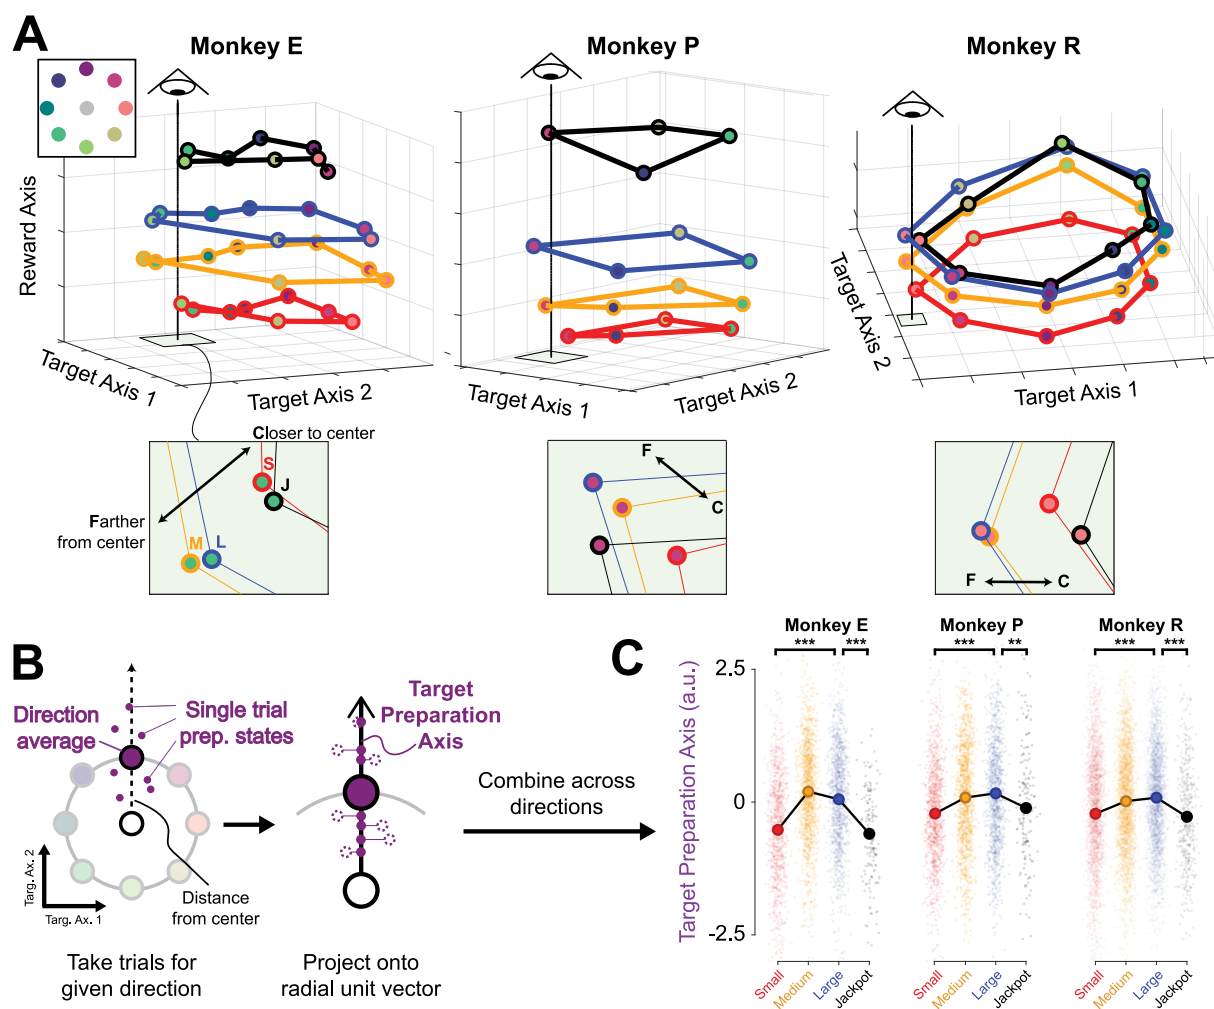 A
Monkey E
Monkey P
Monkey R
Reward Axis
Target Axis 1
Target Axis 2
Target Axis 1
Target Axis 2
Target Axis 2
Target Axis 1
Closer to center
S
J
Farther
from center
M
L
F
C
F
C
B
Direction
average
Single trial
prep. states
Targ. Ax. 2
Targ. Ax. 1
Distance
from center
Take trials for
given direction
Target
Preparation
Axis
Project onto
radial unit vector
Combine across
directions
C
Target Preparation Axis (a.u.)
2.5
0
-2.5
Monkey E
*** ***
Small
Medium
Large
Jackpot
Monkey P
*** **
Small
Medium
Large
Jackpot
Monkey R
*** ***
Small
Medium
Large
Jackpot